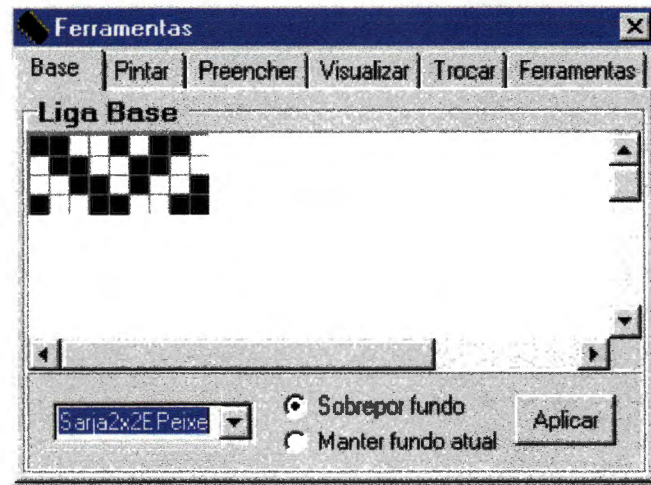 Ferramentas
Base Pintar Preencher Visualizar Trocar Ferramentas
Liga Base
Sarja2x2E Peixe
Sobrepor fundo
Manter fundo atual
Aplicar